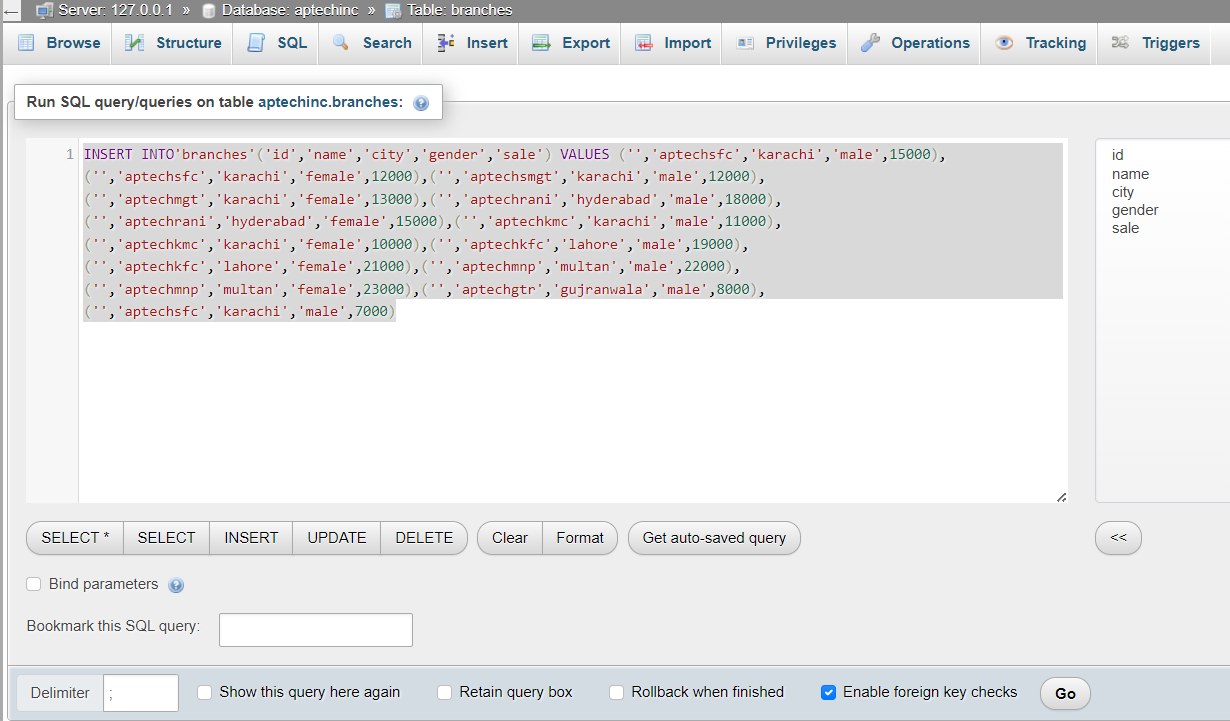 ← Server: 127.0.0.1 » Database: aptechinc » Table: branches
Browse Structure SQL Search Insert Export Import Privileges Operations Tracking Triggers
Run SQL query/queries on table aptechinc.branches:
1 INSERT INTO'branches'('id','name','city','gender','sale') VALUES ('','aptechsfc','karachi','male',15000),
('','aptechsfc','karachi','female',12000),('','aptechsmgt','karachi','male',12000),
('','aptechmgt','karachi','female',13000),('','aptechrani','hyderabad','male',18000),
('','aptechrani','hyderabad','female',15000),('','aptechkmc','karachi','male',11000),
('','aptechkmc','karachi','female',10000),('','aptechkfc','lahore','male',19000),
('','aptechkfc','lahore','female',21000),('','aptechmnp','multan','male',22000),
('','aptechmnp','multan','female',23000),('','aptechgtr','gujranwala','male',8000),
('','aptechsfc','karachi','male',7000)
id
name
city
gender
sale
SELECT * SELECT INSERT UPDATE DELETE Clear Format Get auto-saved query <<
Bind parameters
Bookmark this SQL query:
Delimiter ; Show this query here again Retain query box Rollback when finished Enable foreign key checks Go